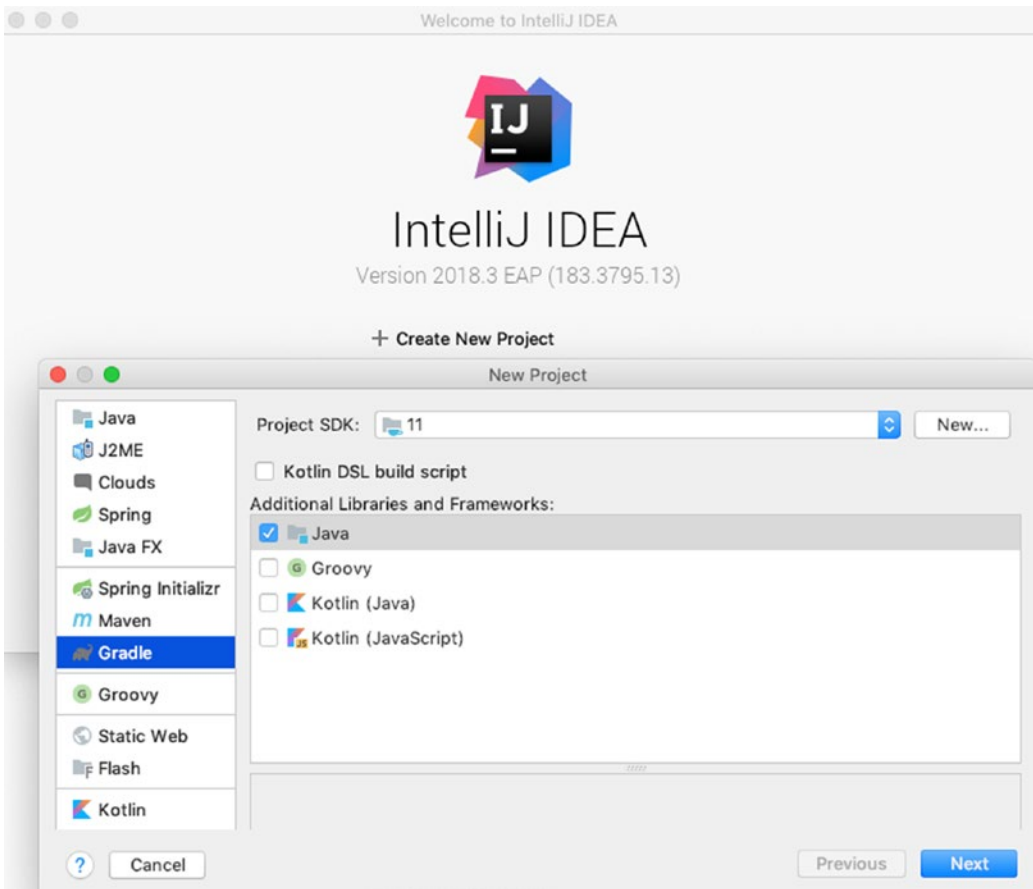 Welcome to IntelliJ IDEA
IJ
IntelliJ IDEA
Version 2018.3 EAP (183.3795.13)
+ Create New Project
New Project
Java
J2ME
Clouds
Spring
Java FX
Spring Initializr
Maven
Gradle
Groovy
Static Web
Flash
Kotlin
Project SDK: 11 New...
Kotlin DSL build script
Additional Libraries and Frameworks:
Java
G Groovy
Kotlin (Java)
JS Kotlin (JavaScript)
? Cancel Previous Next